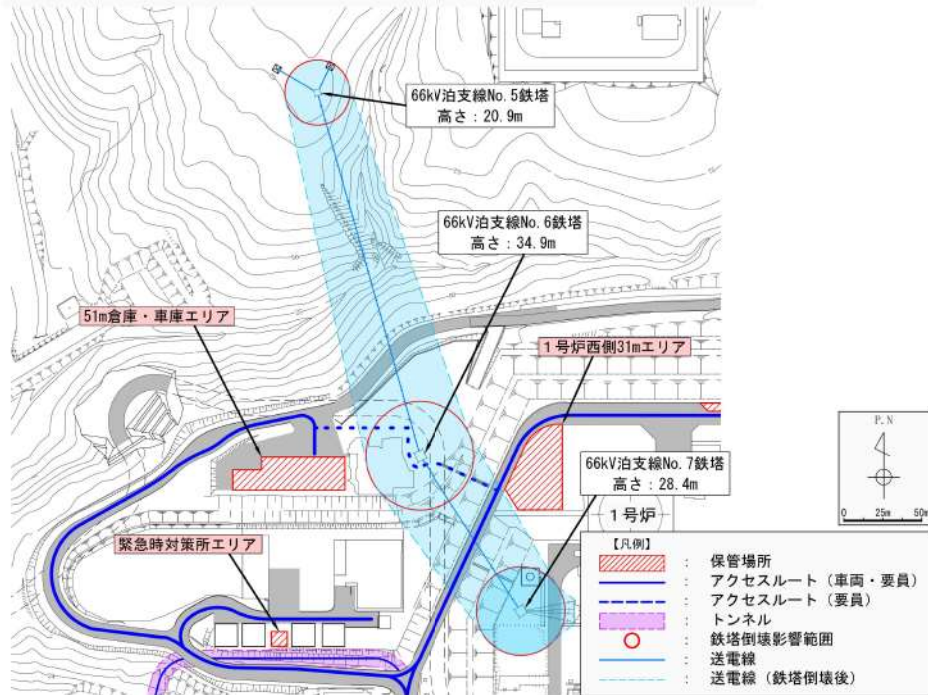 66kV泊支線No.5鉄塔
高さ：20.9m
66kV泊支線No.6鉄塔
高さ：34.9m
51m倉庫・車庫エリア
1号炉西側31mエリア
P.N
66kV泊支線No.7鉄塔
高さ：28.4m
0 25m 50m
1号炉
緊急時対策所エリア
【凡例】
： 保管場所
： アクセスルート（車両・要員）
： アクセスルート（要員）
： トンネル
： 鉄塔倒壊影響範囲
： 送電線
： 送電線（鉄塔倒壊後）